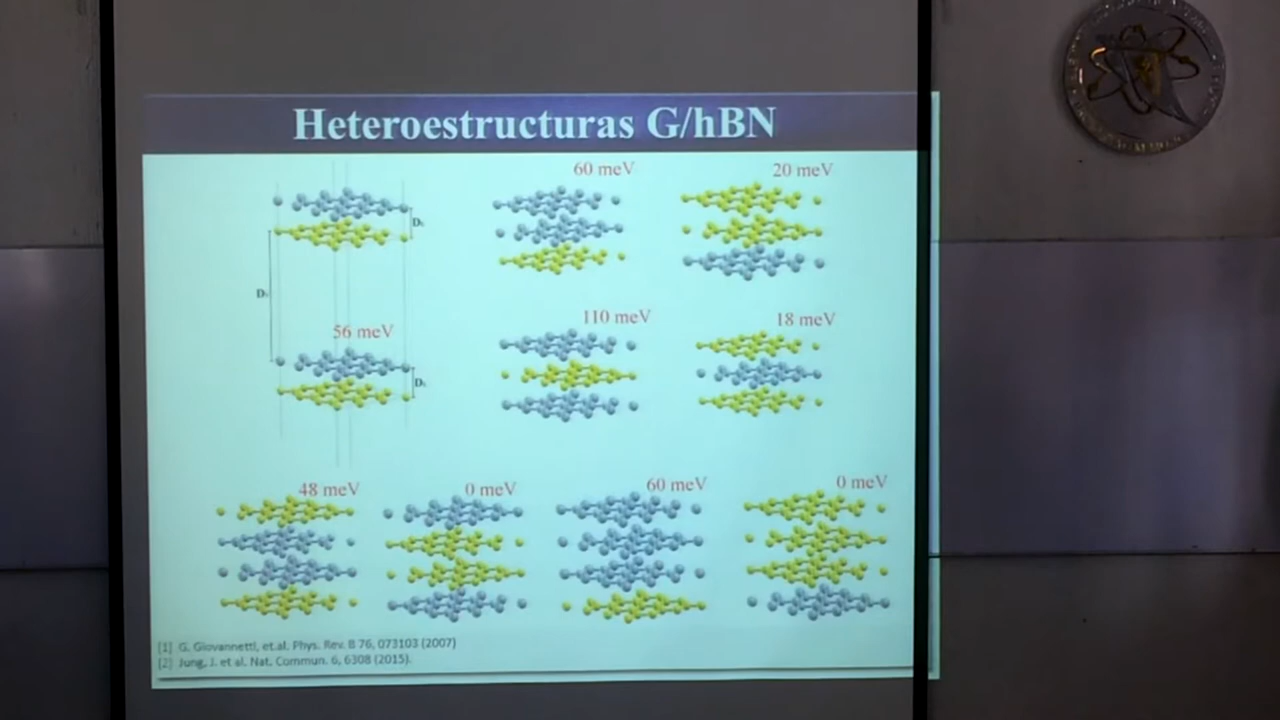 Heteroestructuras G/hBN
60 meV
20 meV
56 meV
110 meV
18 meV
48 meV
0 meV
60 meV
0 meV
[1] G. Giovannetti, et.al. Phys. Rev. B 76, 073103 (2007)
[2] Jung, J. et al. Nat. Commun. 6, 6308 (2015).